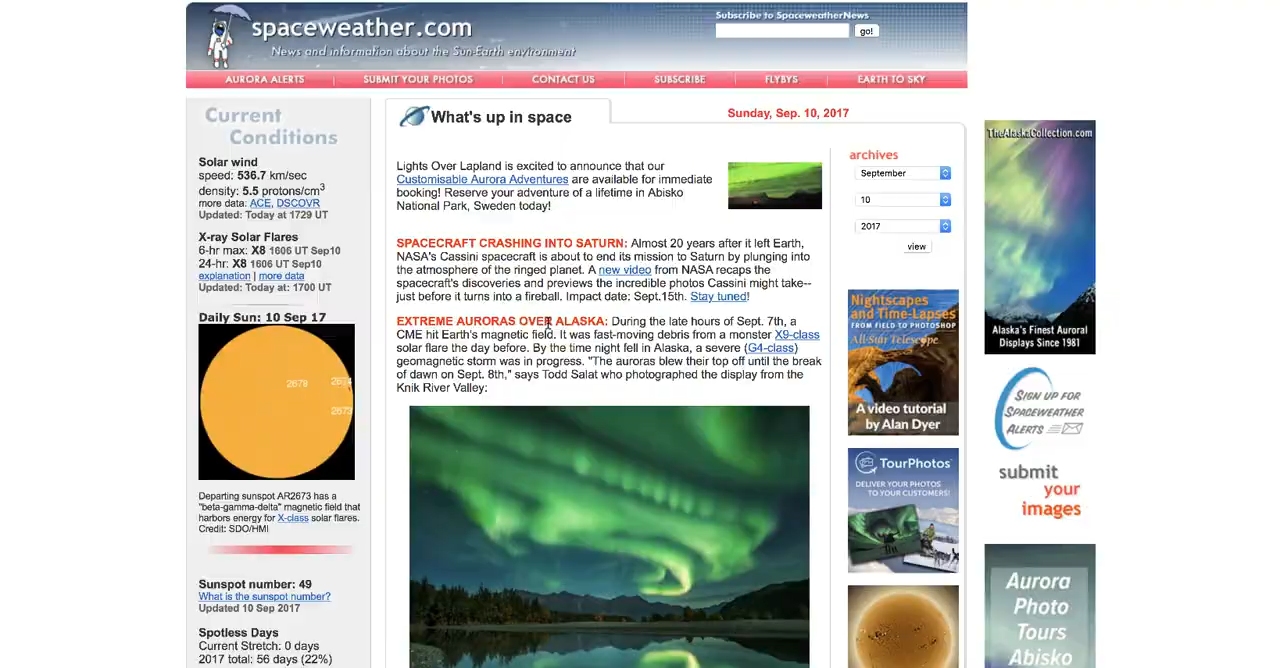 spaceweather.com
News and information about the Sun-Earth environment
Subscribe to SpaceweatherNews
go!
AURORA ALERTS
SUBMIT YOUR PHOTOS
CONTACT US
SUBSCRIBE
FLYBYS
EARTH TO SKY
Current
Conditions
Solar wind
speed: 536.7 km/sec
density: 5.5 protons/cm3
more data: ACE, DSCOVR
Updated: Today at 1729 UT
X-ray Solar Flares
6-hr max: X8 1606 UT Sep10
24-hr: X8 1606 UT Sep10
explanation | more data
Updated: Today at: 1700 UT
Daily Sun: 10 Sep 17
2678
2674
2673
Departing sunspot AR2673 has a
"beta-gamma-delta" magnetic field that
harbors energy for X-class solar flares.
Credit: SDO/HMI
Sunspot number: 49
What is the sunspot number?
Updated 10 Sep 2017
Spotless Days
Current Stretch: 0 days
2017 total: 56 days (22%)
What's up in space
Sunday, Sep. 10, 2017
Lights Over Lapland is excited to announce that our
Customisable Aurora Adventures are available for immediate
booking! Reserve your adventure of a lifetime in Abisko
National Park, Sweden today!
SPACECRAFT CRASHING INTO SATURN: Almost 20 years after it left Earth,
NASA's Cassini spacecraft is about to end its mission to Saturn by plunging into
the atmosphere of the ringed planet. A new video from NASA recaps the
spacecraft's discoveries and previews the incredible photos Cassini might take--
just before it turns into a fireball. Impact date: Sept.15th. Stay tuned!
EXTREME AURORAS OVER ALASKA: During the late hours of Sept. 7th, a
CME hit Earth's magnetic field. It was fast-moving debris from a monster X9-class
solar flare the day before. By the time night fell in Alaska, a severe (G4-class)
geomagnetic storm was in progress. "The auroras blew their top off until the break
of dawn on Sept. 8th," says Todd Salat who photographed the display from the
Knik River Valley:
archives
September
10
2017
view
Nightscapes
and Time-Lapses
FROM FIELD TO PHOTOSHOP
All-Star Telescope
A video tutorial
by Alan Dyer
TourPhotos
DELIVER YOUR PHOTOS
TO YOUR CUSTOMERS!
TheAlaskaCollection.com
Alaska's Finest Auroral
Displays Since 1981
SIGN UP FOR
SPACEWEATHER
ALERTS
submit
your
images
Aurora
Photo
Tours
Abisko